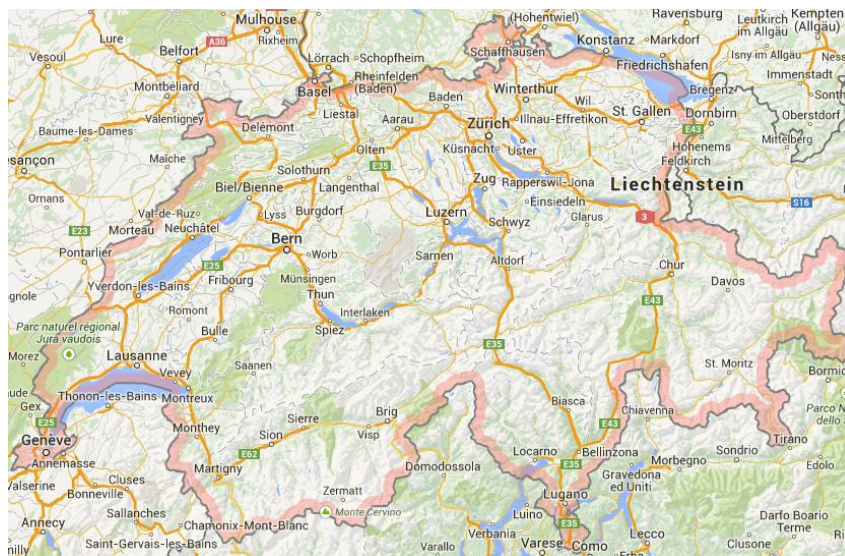 Mulhouse
Rixheim
A36
Lure
Vesoul
Belfort
Montbéliard
Valentigney
Baume-les-Dames
Maîche
Ornans
E23
Pontarlier
Morteau
Val-de-Ruz
Lörrach
Schopfheim
Rheinfelden
(Baden)
Basel
Liestal
Delémont
Solothurn
Olten
Aarau
Baden
E35
Langenthal
Biel/Bienne
Lyss
Burgdorf
Neuchâtel
Bern
Worb
E25
Fribourg
Münsingen
Thun
Spiez
Interlaken
Yverdon-les-Bains
Romont
Bulle
Saanen
Parc naturel régional
Jura vaudois
Morez
Lausanne
Vevey
Montreux
Thonon-les-Bains
Gex
E25
Genève
Annemasse
Monthey
Martigny
Cluses
Bonneville
Valserine
Annecy
Sallanches
Chamonix-Mont-Blanc
Saint-Gervais-les-Bains
E62
Sion
Sierre
Visp
Brig
Zermatt
Monte Cervino
Domodossola
Varallo
Verbania
(Hohentwiel)
Schaffhausen
Konstanz
Markdorf
Ravensburg
Friedrichshafen
Leutkirch
im Allgäu
Kempten
(Allgäu)
Isny im Allgäu
Immenstadt
Oberstdorf
Mittelberg
Bregenz
Dornbirn
E43
Hohenems
Feldkirch
S16
Winterthur
Wil
St. Gallen
Illnau-Effretikon
Zürich
Küsnacht
Uster
Rapperswil-Jona
Liechtenstein
3
Zug
Einsiedeln
Glarus
Luzern
Schwyz
Sarnen
Altdorf
Chur
Davos
E43
E35
St. Moritz
Bormio
Biasca
Chiavenna
E43
Bellinzona
Locarno
E35
Lugano
E35
Luino
Varese
Como
Gravedona
ed Uniti
Morbegno
Sondrio
Tirano
Edolo
Lecco
Clusone
Darfo Boario
Terme